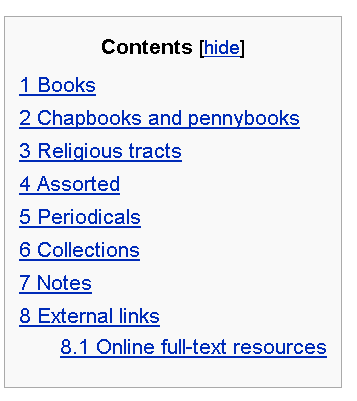 Contents [hide]
1 Books
2 Chapbooks and pennybooks
3 Religious tracts
4 Assorted
5 Periodicals
6 Collections
7 Notes
8 External links
8.1 Online full-text resources